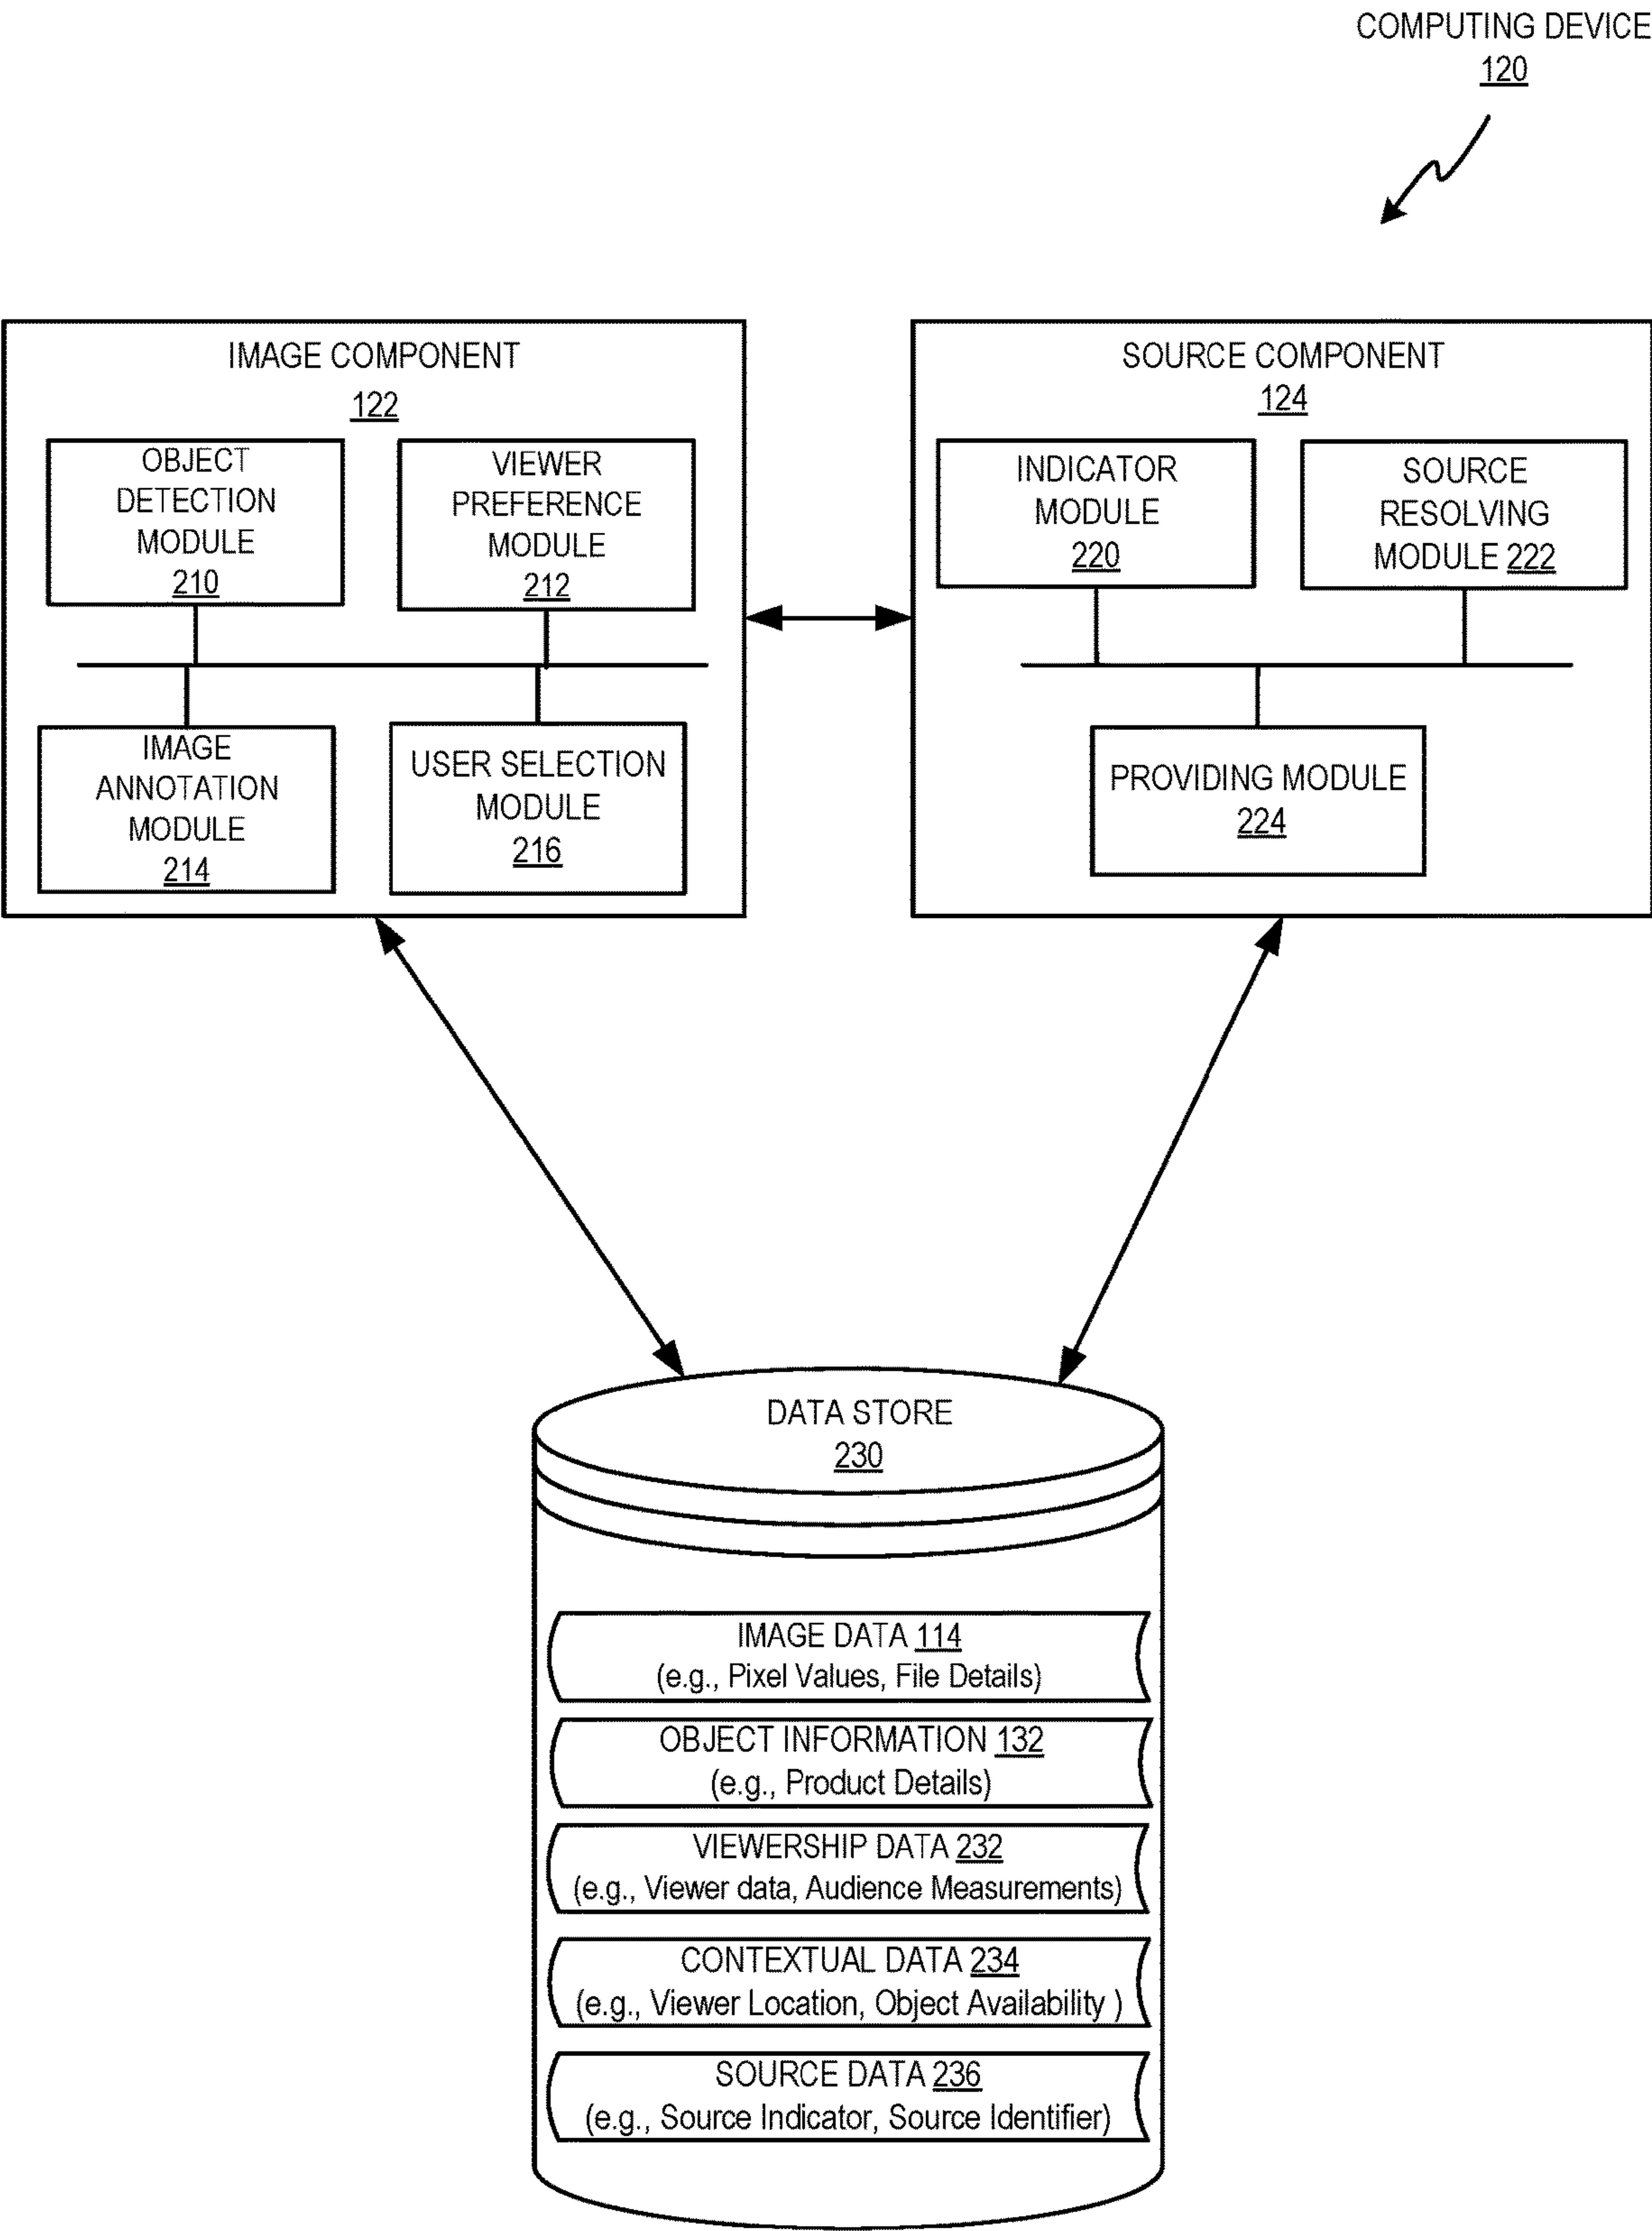 COMPUTING DEVICE
120
IMAGE COMPONENT
122
OBJECT
DETECTION
MODULE
210
VIEWER
PREFERENCE
MODULE
212
IMAGE
ANNOTATION
MODULE
214
USER SELECTION
MODULE
216
SOURCE COMPONENT
124
INDICATOR
MODULE
220
SOURCE
RESOLVING
MODULE 222
PROVIDING MODULE
224
DATA STORE
230
IMAGE DATA 114
(e.g., Pixel Values, File Details)
OBJECT INFORMATION 132
(e.g., Product Details)
VIEWERSHIP DATA 232
(e.g., Viewer data, Audience Measurements)
CONTEXTUAL DATA 234
(e.g., Viewer Location, Object Availability )
SOURCE DATA 236
(e.g., Source Indicator, Source Identifier)